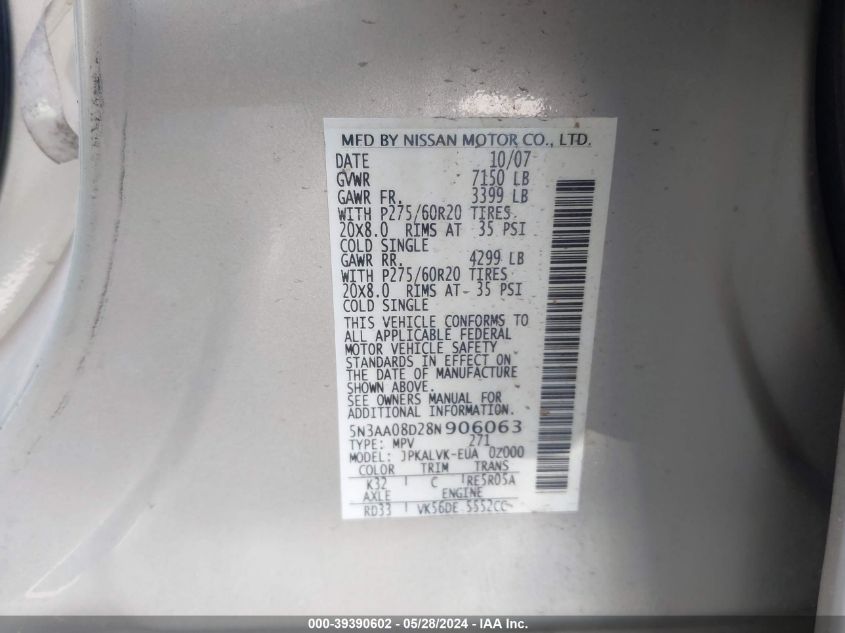 MFD BY NISSAN MOTOR CO., LTD.
DATE 10/07
GVWR 7150 LB
GAWR FR. 3399 LB
WITH P275/60R20 TIRES
20X8.0 RIMS AT 35 PSI
COLD SINGLE
GAWR RR. 4299 LB
WITH P275/60R20 TIRES
20X8.0 RIMS AT 35 PSI
COLD SINGLE
THIS VEHICLE CONFORMS TO
ALL APPLICABLE FEDERAL
MOTOR VEHICLE SAFETY
STANDARDS IN EFFECT ON
THE DATE OF MANUFACTURE
SHOWN ABOVE.
SEE OWNERS MANUAL FOR
ADDITIONAL INFORMATION.
5N3AA08D28N906063
TYPE: MPV 271
MODEL: JPKALVK-EUA 0Z000
COLOR TRIM TRANS
K32 C RE5R05A
AXLE ENGINE
RD33 VK56DE 5552CC
000-39390602 - 05/28/2024 - © COPYRIGHT IAA, Inc.